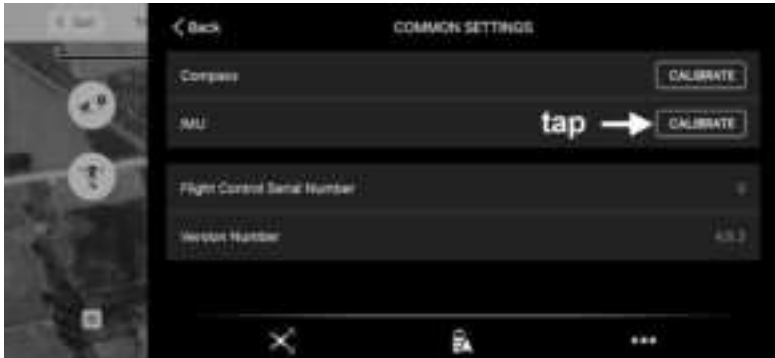 Back
COMMON SETTINGS
Compass
CALIBRATE
IMU
tap
CALIBRATE
Flight Control Serial Number
Version Number